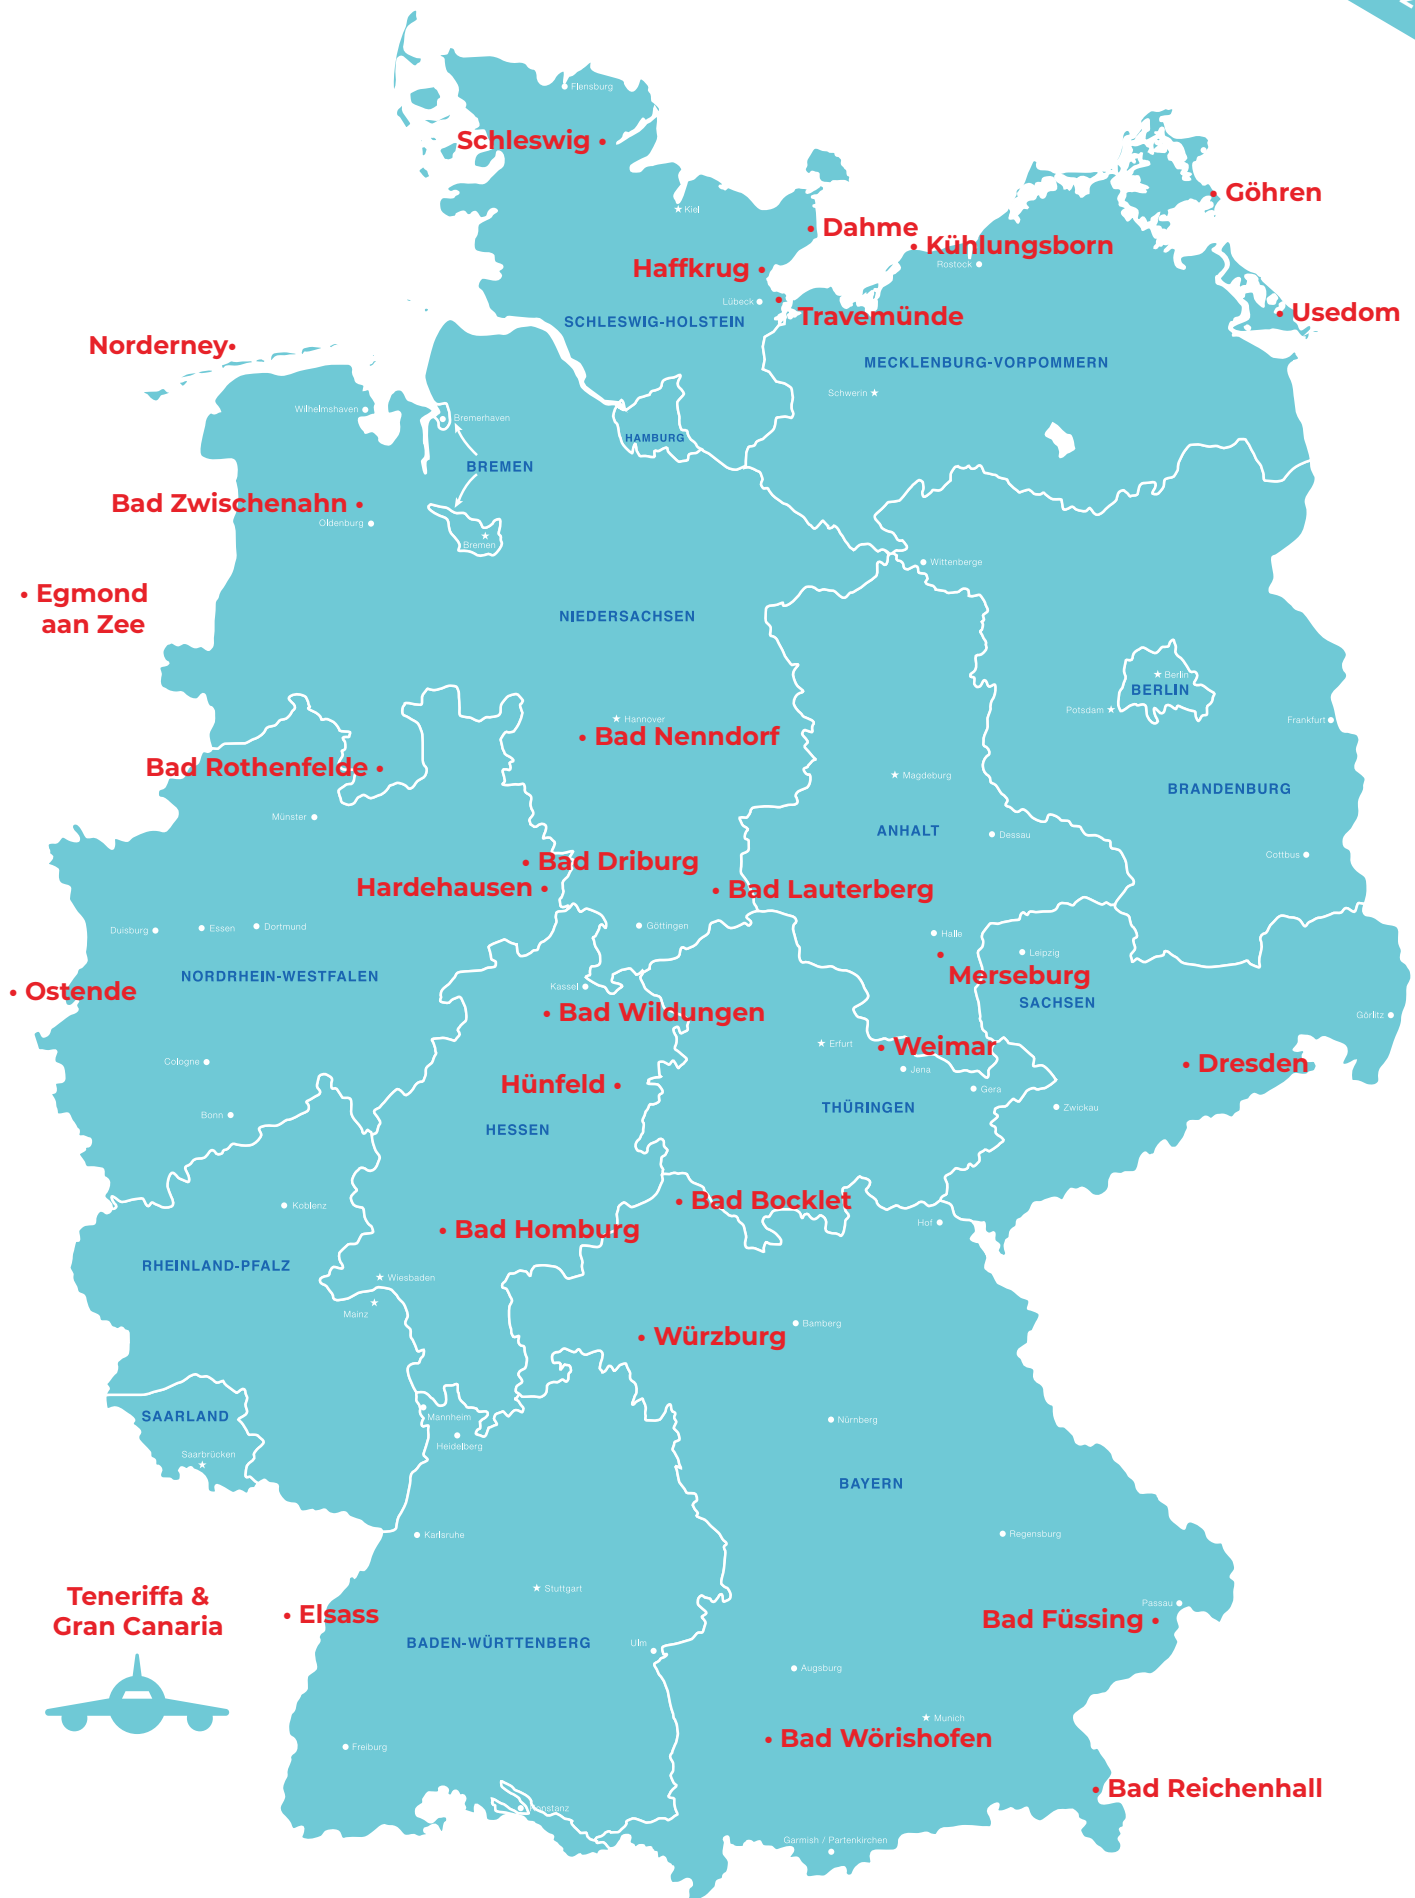 Flensburg
Schleswig
Göhren
Kiel
Dahme
Kühlungsborn
Rostock
Haffkrug
Lübeck
Travemünde
Usedom
SCHLESWIG-HOLSTEIN
Norderney
MECKLENBURG-VORPOMMERN
Schwerin
Wilhelmshaven
Bremerhaven
HAMBURG
BREMEN
Bad Zwischenahn
Oldenburg
Bremen
Wittenberge
Egmond
aan Zee
NIEDERSACHSEN
Berlin
BERLIN
Potsdam
Hannover
Frankfurt
Bad Nenndorf
Bad Rothenfelde
Magdeburg
BRANDENBURG
Münster
ANHALT
Dessau
Cottbus
Bad Driburg
Hardehausen
Bad Lauterberg
Duisburg
Essen
Dortmund
Göttingen
Halle
Leipzig
NORDRHEIN-WESTFALEN
Merseburg
Ostende
Kassel
SACHSEN
Bad Wildungen
Görlitz
Erfurt
Weimar
Cologne
Dresden
Jena
Hünfeld
Gera
Bonn
THÜRINGEN
Zwickau
HESSEN
Bad Bocklet
Koblenz
Hof
Bad Homburg
RHEINLAND-PFALZ
Wiesbaden
Mainz
Bamberg
Würzburg
SAARLAND
Mannheim
Nürnberg
Heidelberg
Saarbrücken
BAYERN
Karlsruhe
Regensburg
Stuttgart
Teneriffa &
Gran Canaria
Passau
Elsass
Bad Füssing
BADEN-WÜRTTENBERG
Ulm
Augsburg
Munich
Bad Wörishofen
Freiburg
Bad Reichenhall
Konstanz
Garmish / Partenkirchen